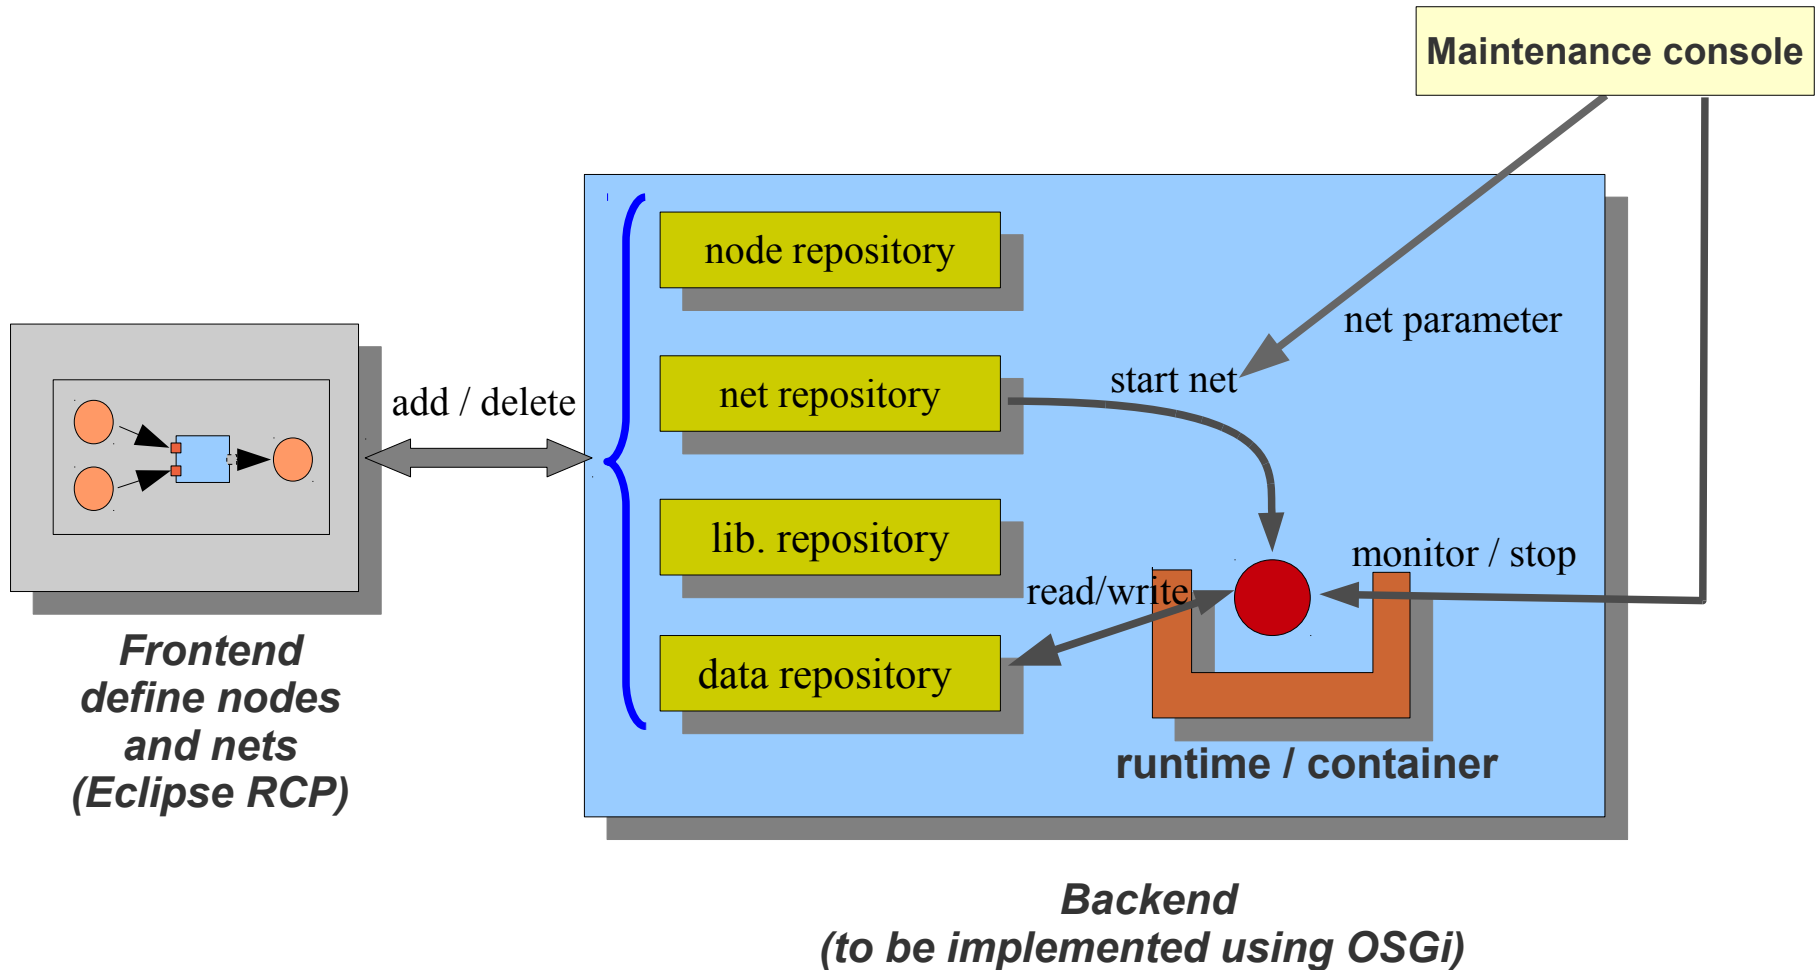 Maintenance console
node repository
net parameter
net repository
start net
add / delete
lib. repository
monitor / stop
read/write
data repository
runtime / container
Frontend
define nodes
and nets
(Eclipse RCP)
Backend
(to be implemented using OSGi)